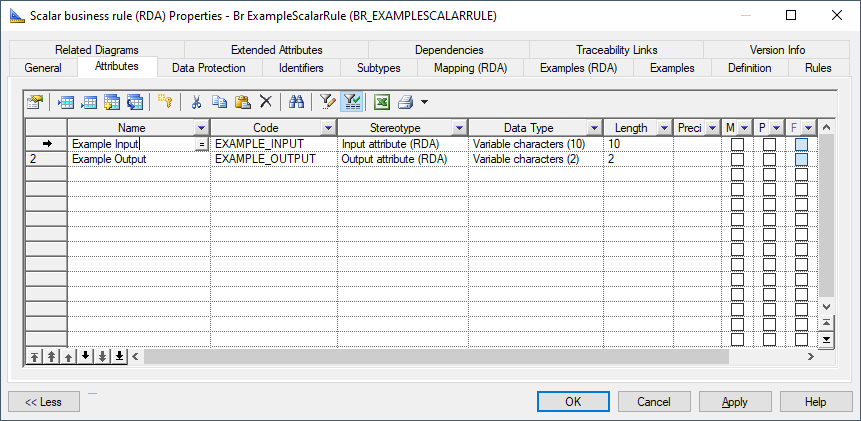 Scalar business rule (RDA) Properties - Br ExampleScalarRule (BR_EXAMPLESCALARRULE)
Related Diagrams Extended Attributes Dependencies Traceability Links Version Info
General Attributes Data Protection Identifiers Subtypes Mapping (RDA) Examples (RDA) Examples Definition Rules
Name Code Stereotype Data Type Length Preci M P F
Example Input = EXAMPLE_INPUT Input attribute (RDA) Variable characters (10) 10
2 Example Output EXAMPLE_OUTPUT Output attribute (RDA) Variable characters (2) 2
<< Less OK Cancel Apply Help